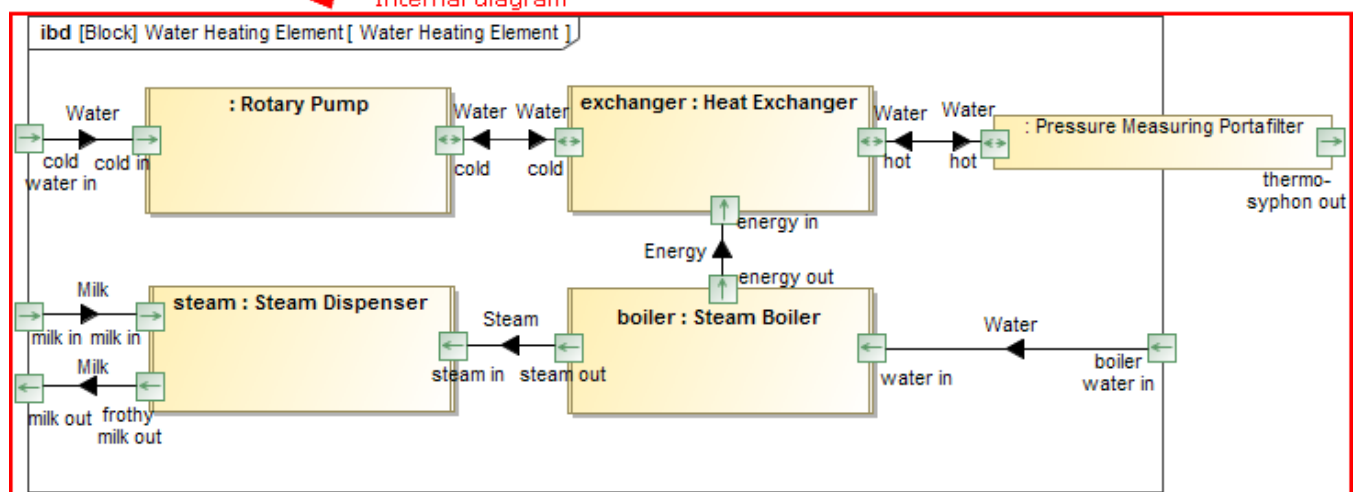 Internal diagram
ibd [Block] Water Heating Element[ Water Heating Element ]
Water
: Rotary Pump
Water Water
exchanger : Heat Exchanger
Water Water
: Pressure Measuring Portafilter
cold
water in
cold in
cold
cold
hot
hot
thermo-
syphon out
energy in
Energy
energy out
Milk
steam : Steam Dispenser
Steam
boiler : Steam Boiler
Water
milk in milk in
Milk
steam in
steam out
water in
boiler
water in
milk out
frothy
milk out